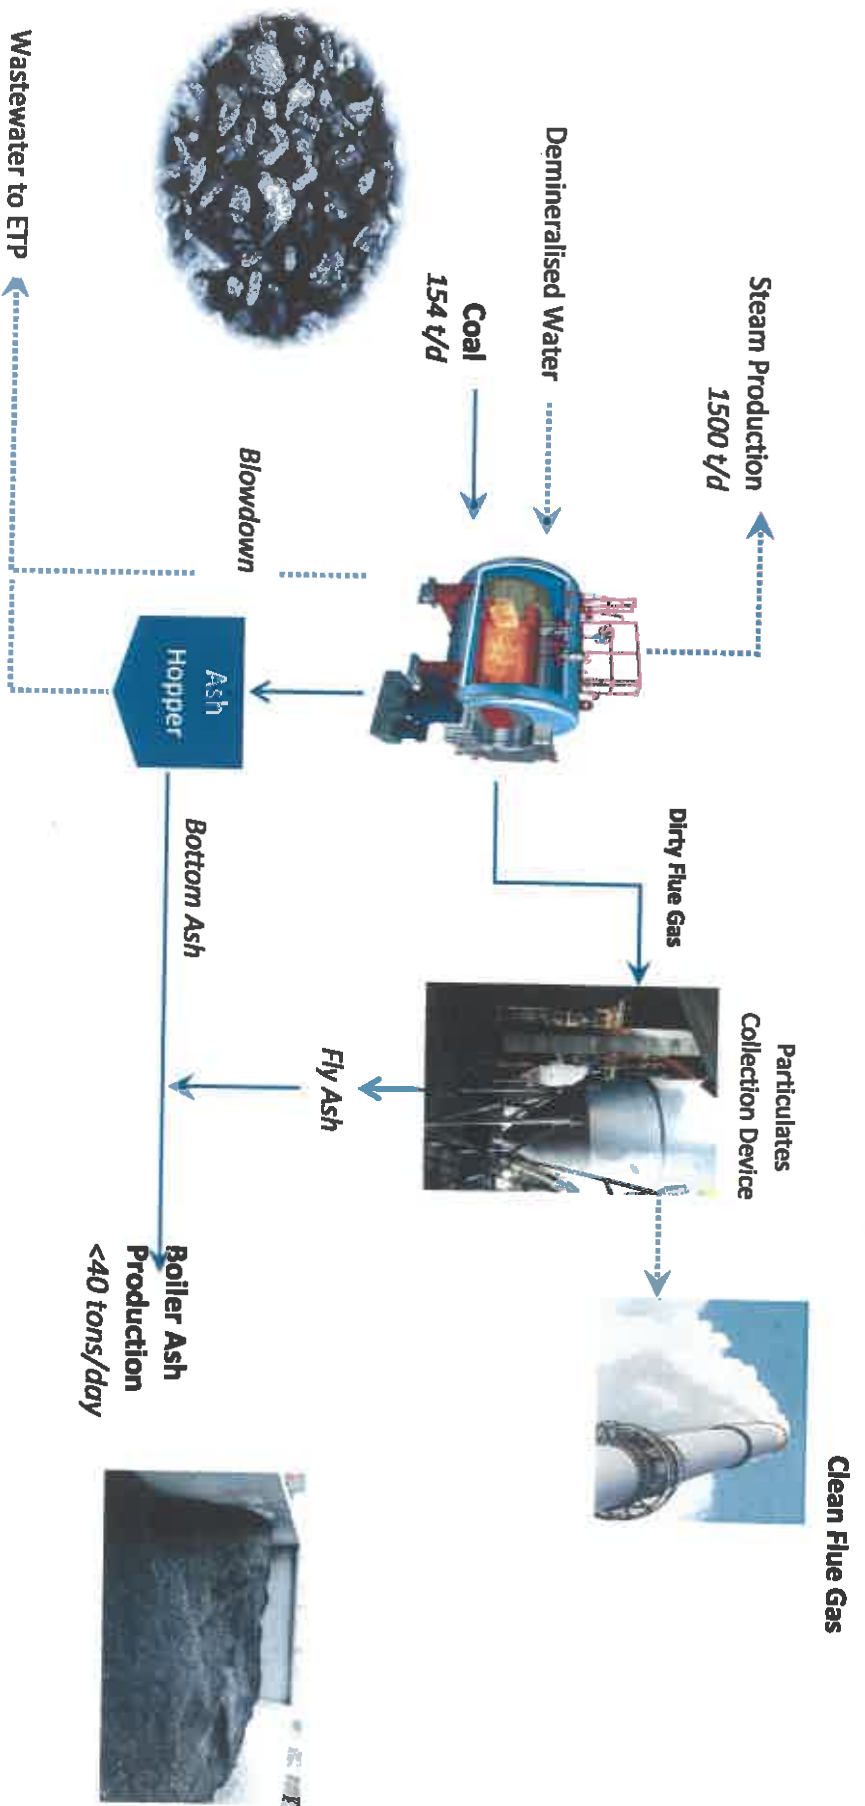 Steam Production
1500 t/d
Demineralised Water
Coal
154 t/d
Dirty Flue Gas
Particulates
Collection Device
Clean Flue Gas
Blowdown
Ash
Hopper
Fly Ash
Bottom Ash
Wastewater to ETP
Boiler Ash
Production
<40 tons/day